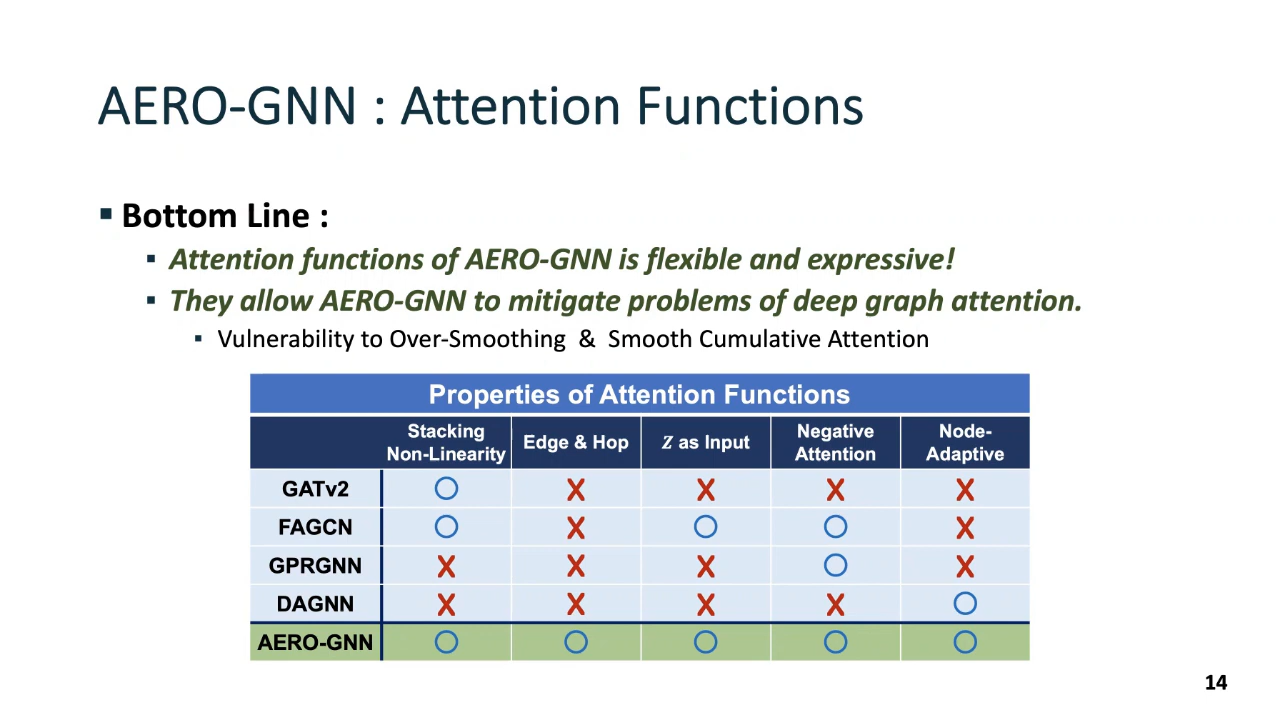 AERO-GNN : Attention Functions
▪ Bottom Line :
▪ Attention functions of AERO-GNN is flexible and expressive!
▪ They allow AERO-GNN to mitigate problems of deep graph attention.
▪ Vulnerability to Over-Smoothing & Smooth Cumulative Attention
Properties of Attention Functions
Stacking Non-Linearity Edge & Hop Z as Input Negative Attention Node-Adaptive
GATv2 O X X X X
FAGCN O X O O X
GPRGNN X X X O X
DAGNN X X X X O
AERO-GNN O O O O O
14